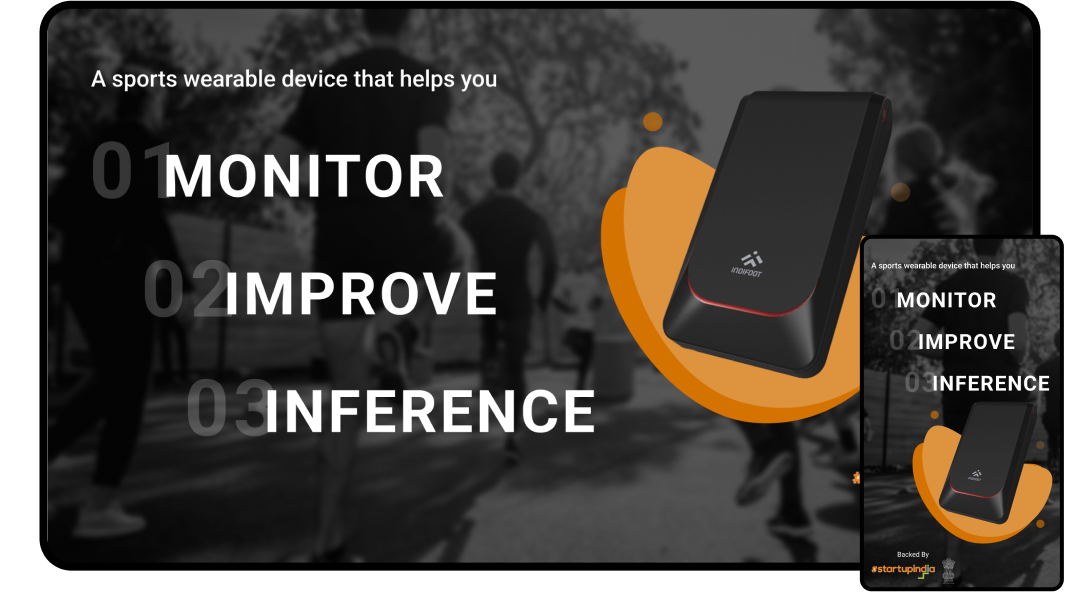 A sports wearable device that helps you
01
MONITOR
02
IMPROVE
03
INFERENCE
INDIFOOT
A sports wearable device that helps you
01
MONITOR
02
IMPROVE
03
INFERENCE
INDIFOOT
Backed By
#startupindia